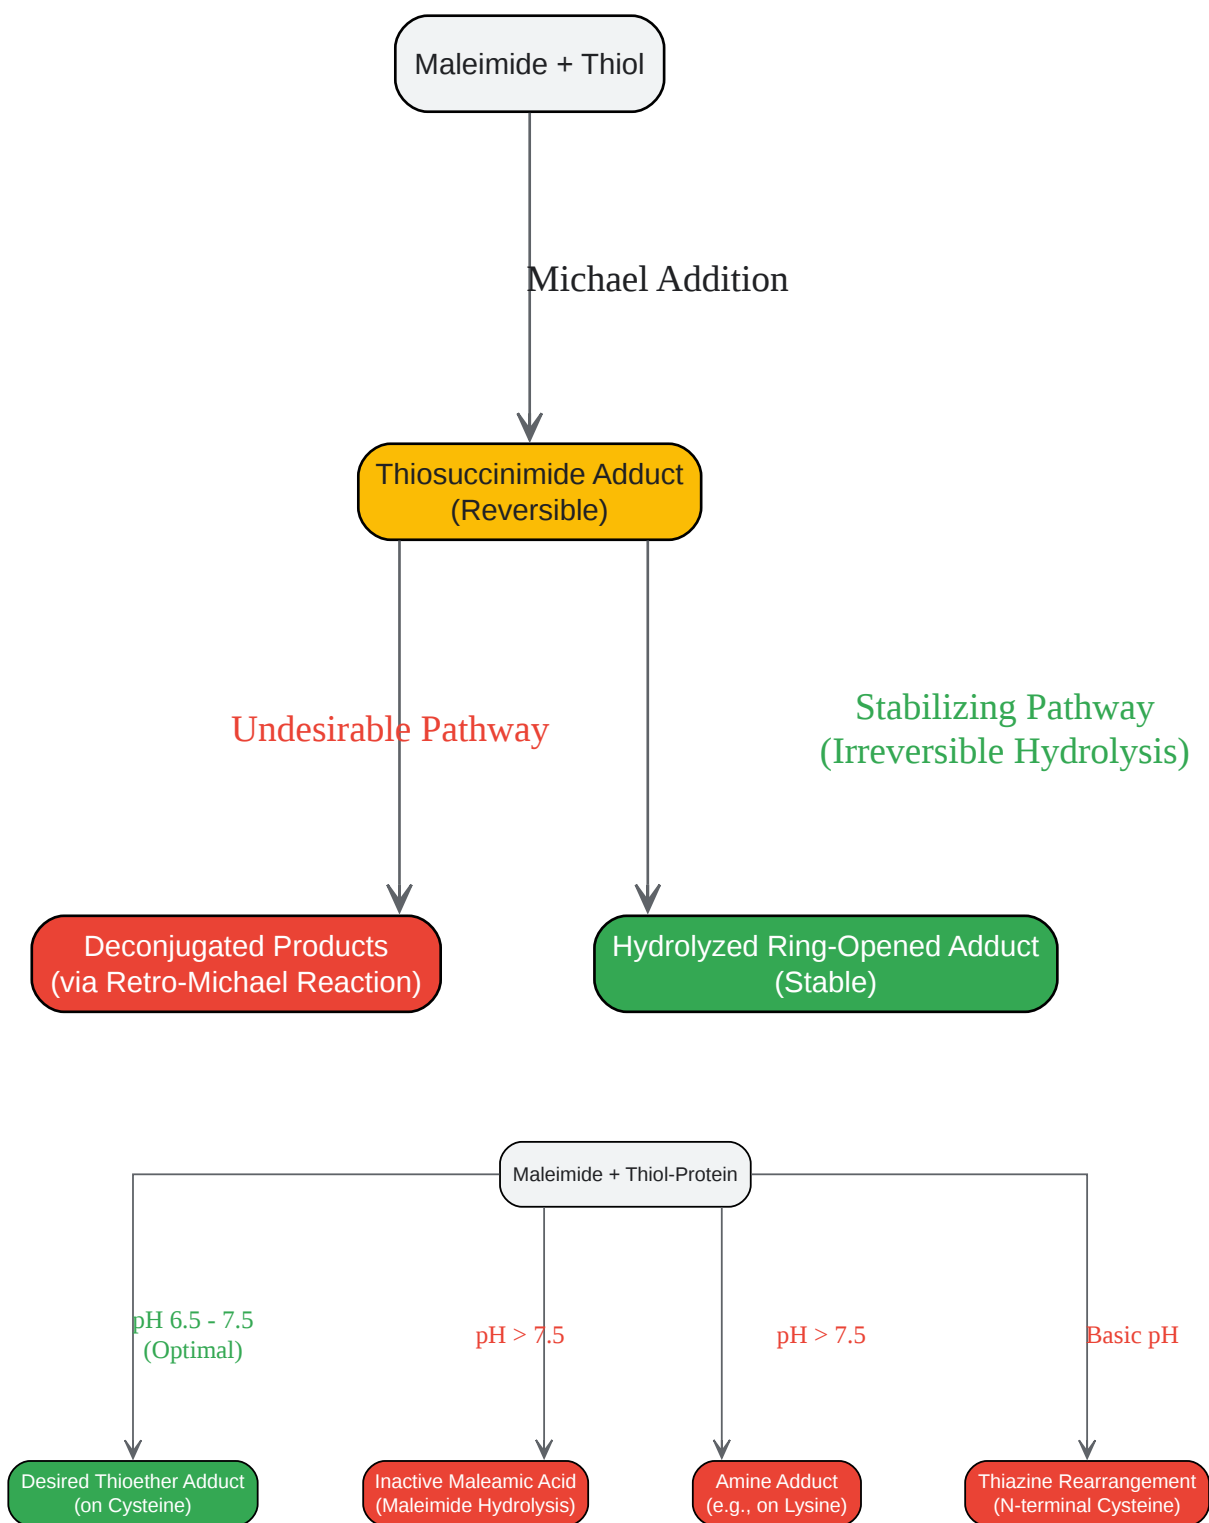 Maleimide + Thiol
Michael Addition
Thiosuccinimide Adduct
(Reversible)
Undesirable Pathway
Stabilizing Pathway
(Irreversible Hydrolysis)
Deconjugated Products
(via Retro-Michael Reaction)
Hydrolyzed Ring-Opened Adduct
(Stable)
Maleimide + Thiol-Protein
pH 6.5 - 7.5
(Optimal)
pH > 7.5
pH > 7.5
Basic pH
Desired Thioether Adduct
(on Cysteine)
Inactive Maleamic Acid
(Maleimide Hydrolysis)
Amine Adduct
(e.g., on Lysine)
Thiazine Rearrangement
(N-terminal Cysteine)